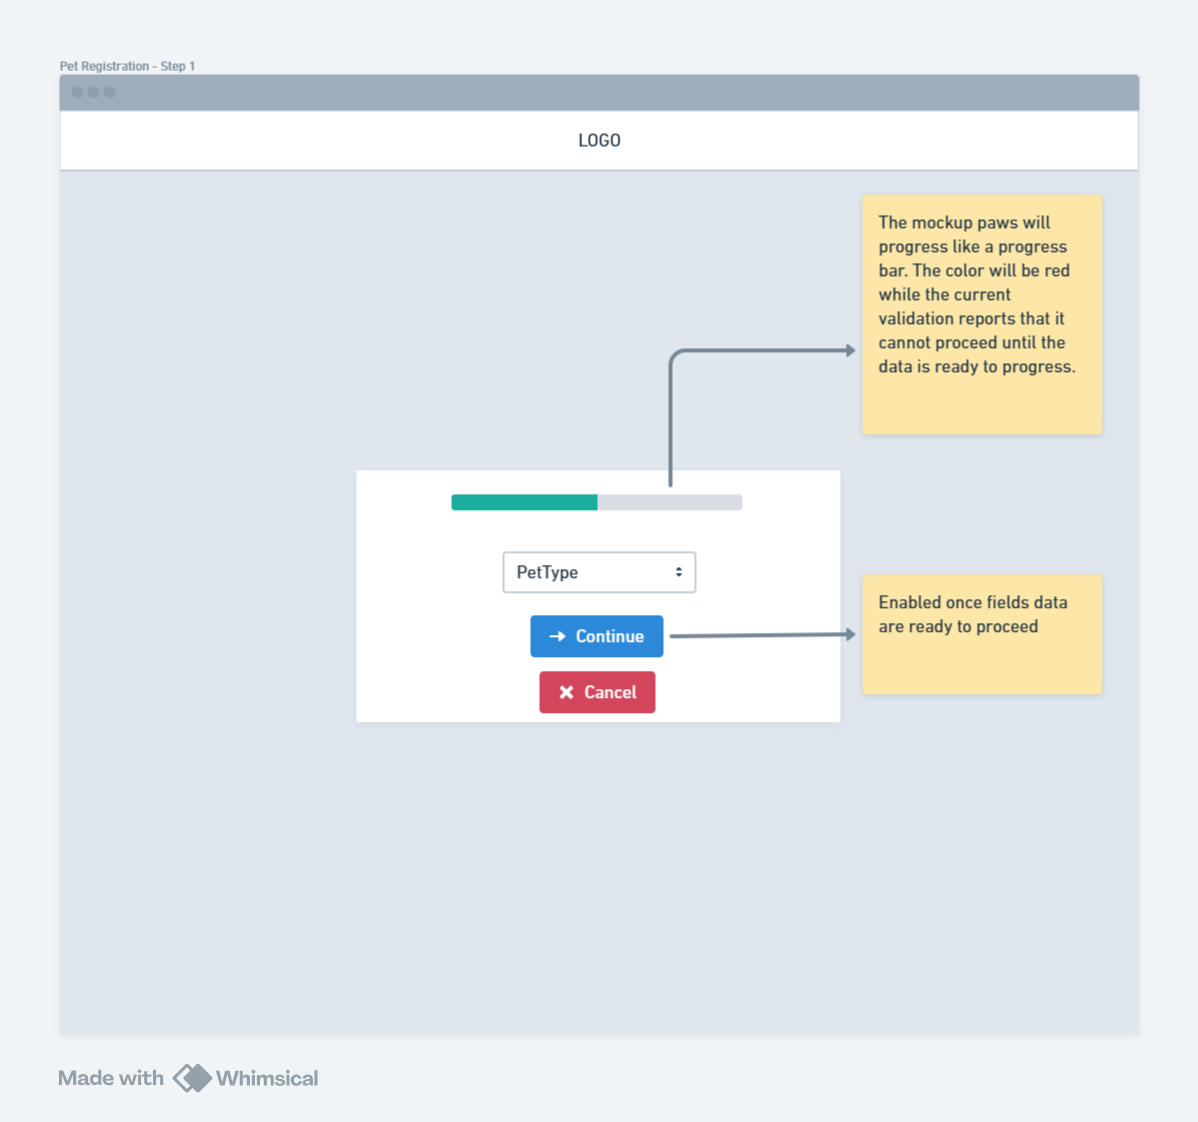 Pet Registration - Step 1
LOGO
The mockup paws will
progress like a progress
bar. The color will be red
while the current
validation reports that it
cannot proceed until the
data is ready to progress.
PetType
Continue
Cancel
Enabled once fields data
are ready to proceed
Made with Whimsical